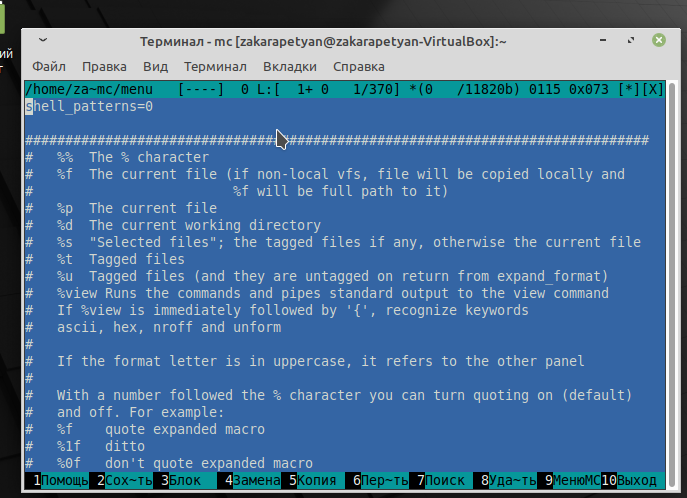 ий
т
Терминал - mc [zakarapetyan@zakarapetyan-VirtualBox]:~
Файл Правка Вид Терминал Вкладки Справка
/home/za~mc/menu [----] 0 L:[ 1+ 0 1/370] *(0 /11820b) 0115 0x073 [*][X]
shell_patterns=0
##############################################################################
# %% The % character
# %f The current file (if non-local vfs, file will be copied locally and
# %f will be full path to it)
# %p The current file
# %d The current working directory
# %s "Selected files"; the tagged files if any, otherwise the current file
# %t Tagged files
# %u Tagged files (and they are untagged on return from expand_format)
# %view Runs the commands and pipes standard output to the view command
# If %view is immediately followed by '{', recognize keywords
# ascii, hex, nroff and unform
#
# If the format letter is in uppercase, it refers to the other panel
#
# With a number followed the % character you can turn quoting on (default)
# and off. For example:
# %f quote expanded macro
# %1f ditto
# %0f don't quote expanded macro
1Помощь 2Сох~ть 3Блок 4Замена 5Копия 6Пер~ть 7Поиск 8Уда~ть 9МенюMC 10Выход